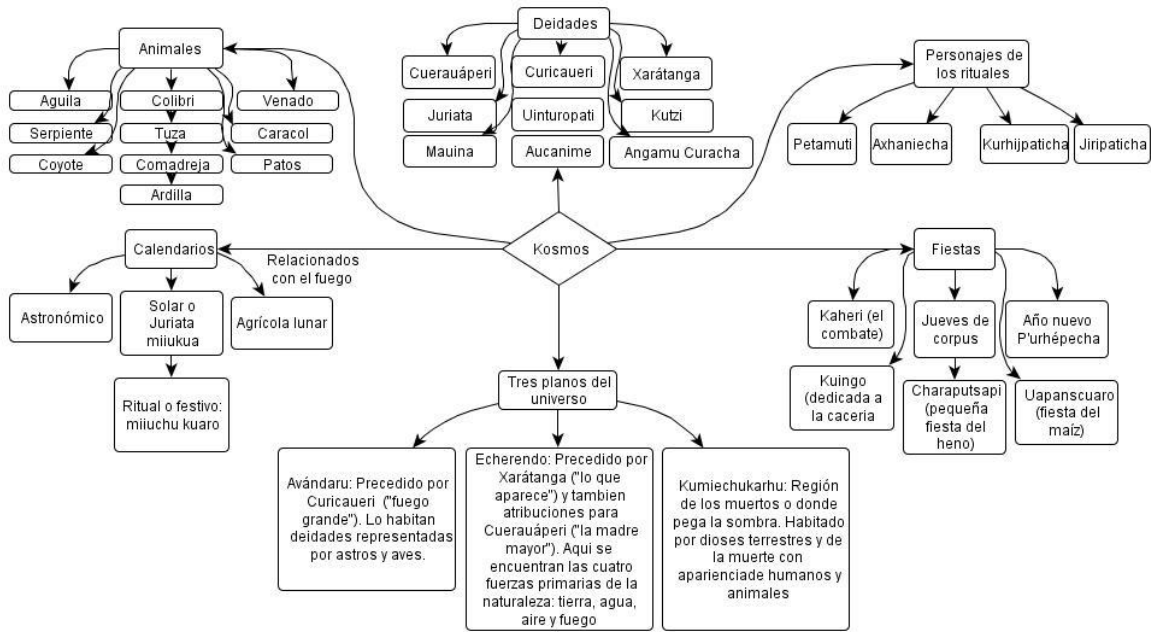 Animales
Aguila
Colibri
Venado
Serpiente
Tuza
Caracol
Coyote
Comadreja
Patos
Ardilla
Deidades
Cuerauáperi
Curicaueri
Xarátanga
Juriata
Uinturopati
Kutzi
Mauina
Aucanime
Angamu Curacha
Personajes de
los rituales
Petamuti
Axhaniecha
Kurhijpaticha
Jiripaticha
Kosmos
Calendarios
Relacionados
con el fuego
Astronómico
Solar o
Juriata
miiukua
Agrícola lunar
Ritual o festivo:
miiuchu kuaro
Fiestas
Kaheri (el
combate)
Jueves de
corpus
Año nuevo
P'urhépecha
Kuingo
(dedicada a
la caceria
Charaputsapi
(pequeña
fiesta del
heno)
Uapanscuaro
(fiesta del
maíz)
Tres planos del
universo
Avándaru: Precedido por
Curicaueri ("fuego
grande"). Lo habitan
deidades representadas
por astros y aves.
Echerendo: Precedido por
Xarátanga ("lo que
aparece") y tambien
atribuciones para
Cuerauáperi ("la madre
mayor"). Aqui se
encuentran las cuatro
fuerzas primarias de la
naturaleza: tierra, agua,
aire y fuego
Kumiechukarhu: Región
de los muertos o donde
pega la sombra. Habitado
por dioses terrestres y de
la muerte con
aparienciade humanos y
animales